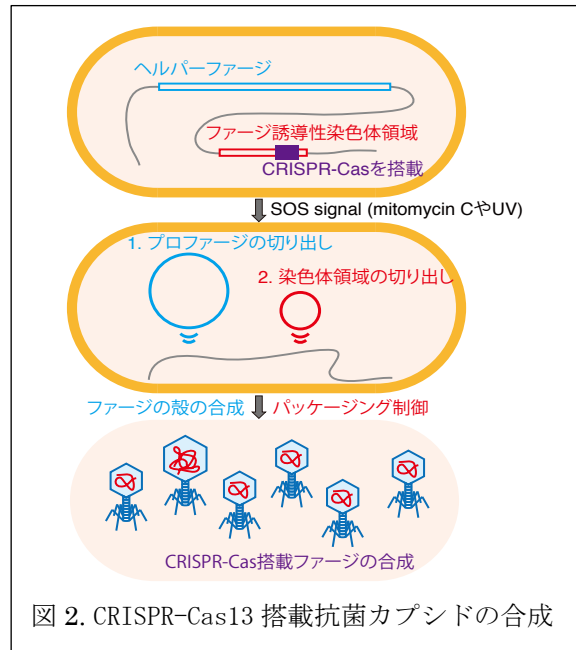 ヘルパーファージ
ファージ誘導性染色体領域
CRISPR-Casを搭載
SOS signal (mitomycin CやUV)
1. プロファージの切り出し
2. 染色体領域の切り出し
ファージの殻の合成 パッケージング制御
CRISPR-Cas搭載ファージの合成
図 2. CRISPR-Cas13 搭載抗菌カプシドの合成